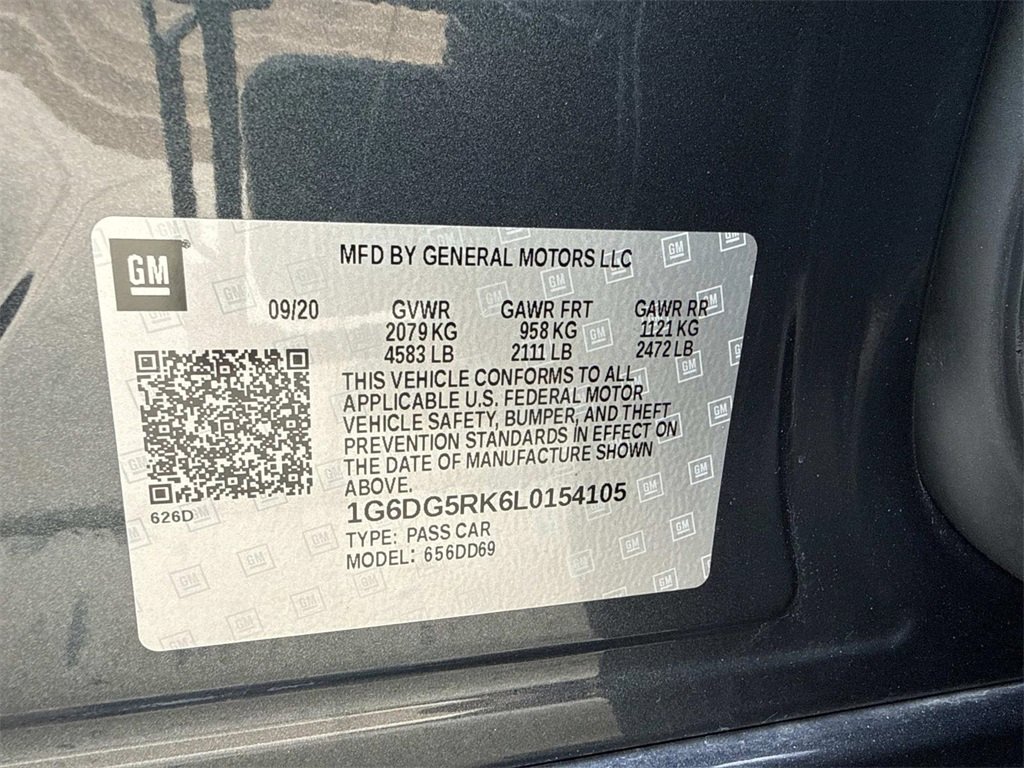 GM
MFD BY GENERAL MOTORS LLC
09/20 GVWR GAWR FRT GAWR RR
2079 KG 958 KG 1121 KG
4583 LB 2111 LB 2472 LB
THIS VEHICLE CONFORMS TO ALL
APPLICABLE U.S. FEDERAL MOTOR
VEHICLE SAFETY, BUMPER, AND THEFT
PREVENTION STANDARDS IN EFFECT ON
THE DATE OF MANUFACTURE SHOWN
ABOVE.
626D
1G6DG5RK6L0154105
TYPE: PASS CAR
MODEL: 656DD69